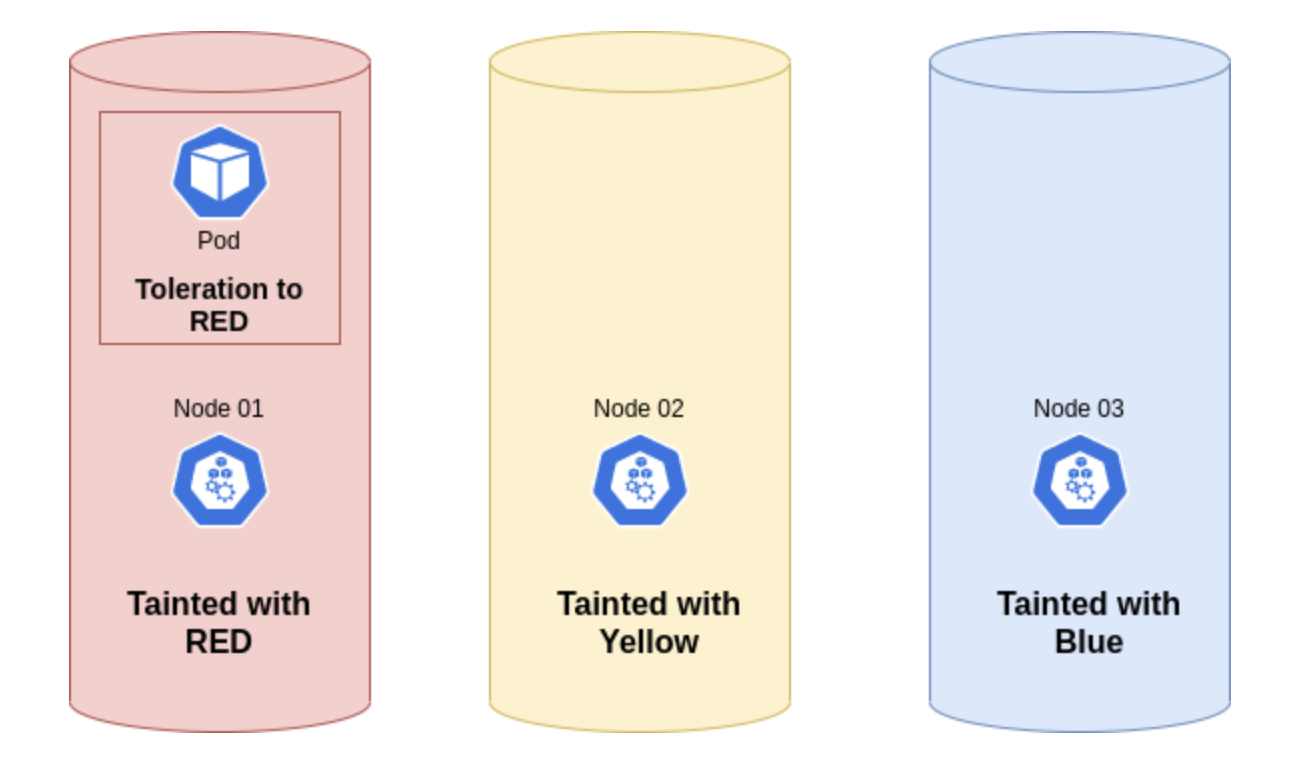 Pod
Toleration to
RED
Node 01
Tainted with
RED
Node 02
Tainted with
Yellow
Node 03
Tainted with
Blue